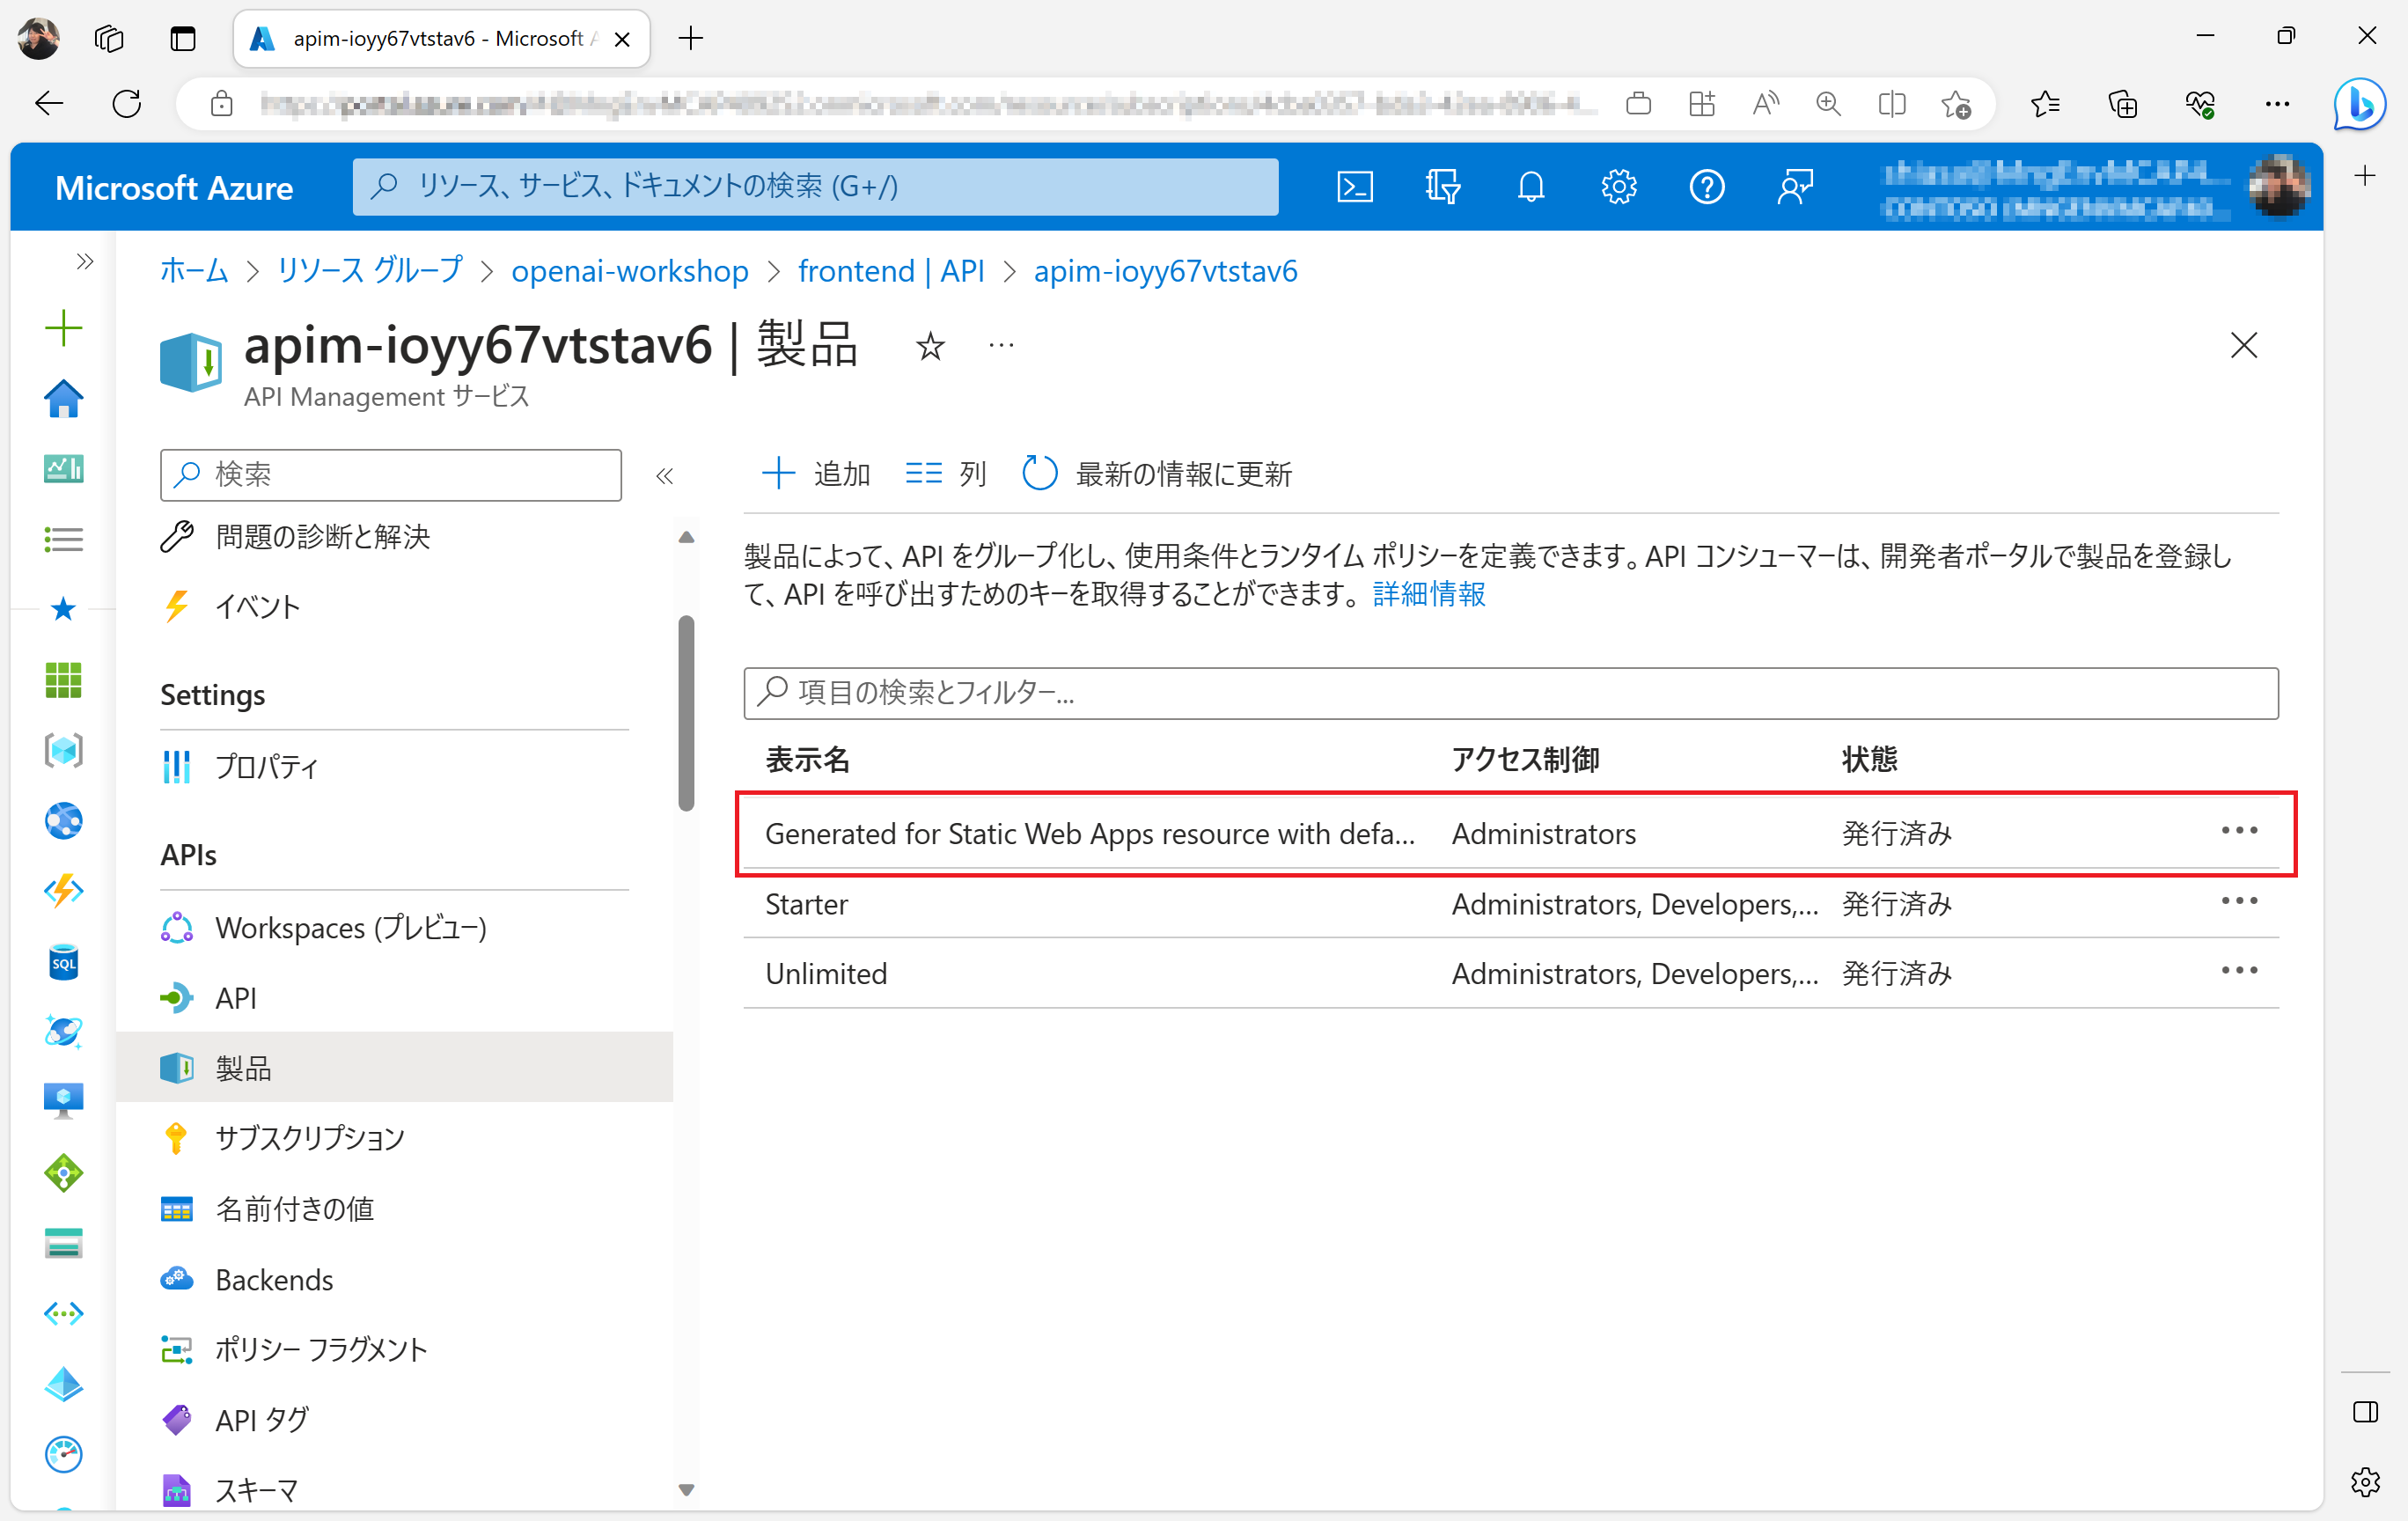 apim-ioyy67vtstav6 - Microsoft A
Microsoft Azure
リソース、サービス、ドキュメントの検索 (G+/)
ホーム > リソース グループ > openai-workshop > frontend | API > apim-ioyy67vtstav6
apim-ioyy67vtstav6 | 製品
API Management サービス
検索
問題の診断と解決
イベント
Settings
プロパティ
APIs
Workspaces (プレビュー)
API
製品
サブスクリプション
名前付きの値
Backends
ポリシー フラグメント
API タグ
スキーマ
追加 列 最新の情報に更新
製品によって、API をグループ化し、使用条件とランタイム ポリシーを定義できます。API コンシューマーは、開発者ポータルで製品を登録し
て、API を呼び出すためのキーを取得することができます。 詳細情報
項目の検索とフィルター...
表示名 アクセス制御 状態
Generated for Static Web Apps resource with defa... Administrators 発行済み
Starter Administrators, Developers,... 発行済み
Unlimited Administrators, Developers,... 発行済み
SQL